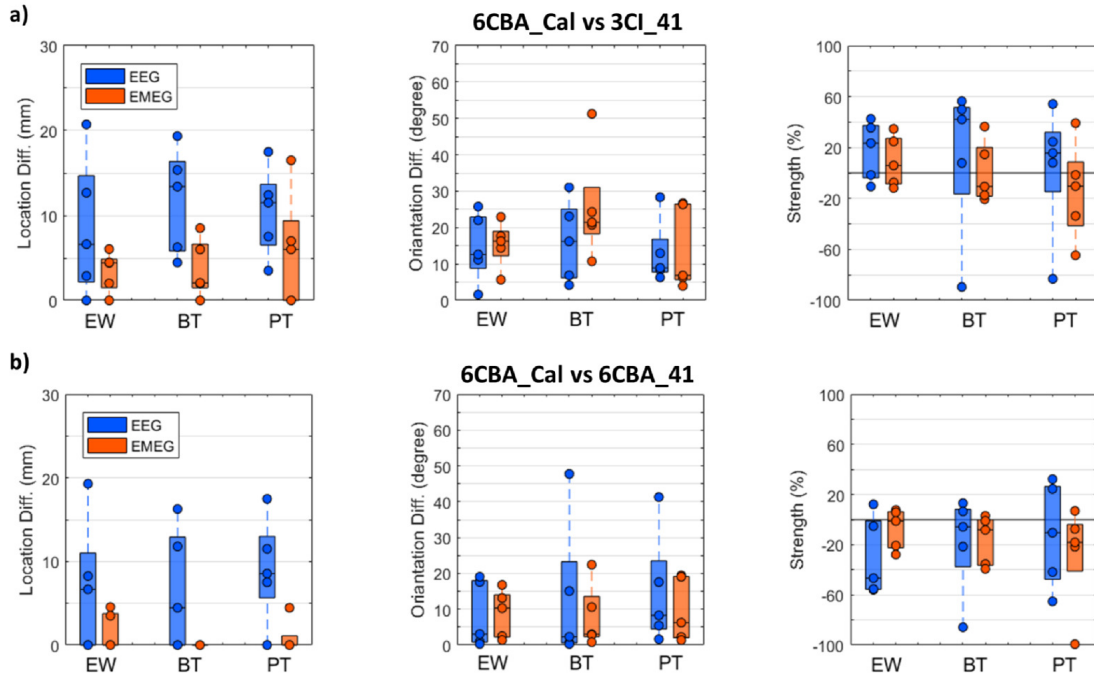 a)
6CBA_Cal vs 3CI_41
Location Diff. (mm)
30
20
10
0
EEG
EMEG
EW BT PT
Oriantation Diff. (degree)
70
60
50
40
30
20
10
0
EW BT PT
Strength (%)
100
60
20
-20
-60
-100
EW BT PT
b)
6CBA_Cal vs 6CBA_41
Location Diff. (mm)
30
20
10
0
EEG
EMEG
EW BT PT
Oriantation Diff. (degree)
70
60
50
40
30
20
10
0
EW BT PT
Strength (%)
100
60
20
-20
-60
-100
EW BT PT